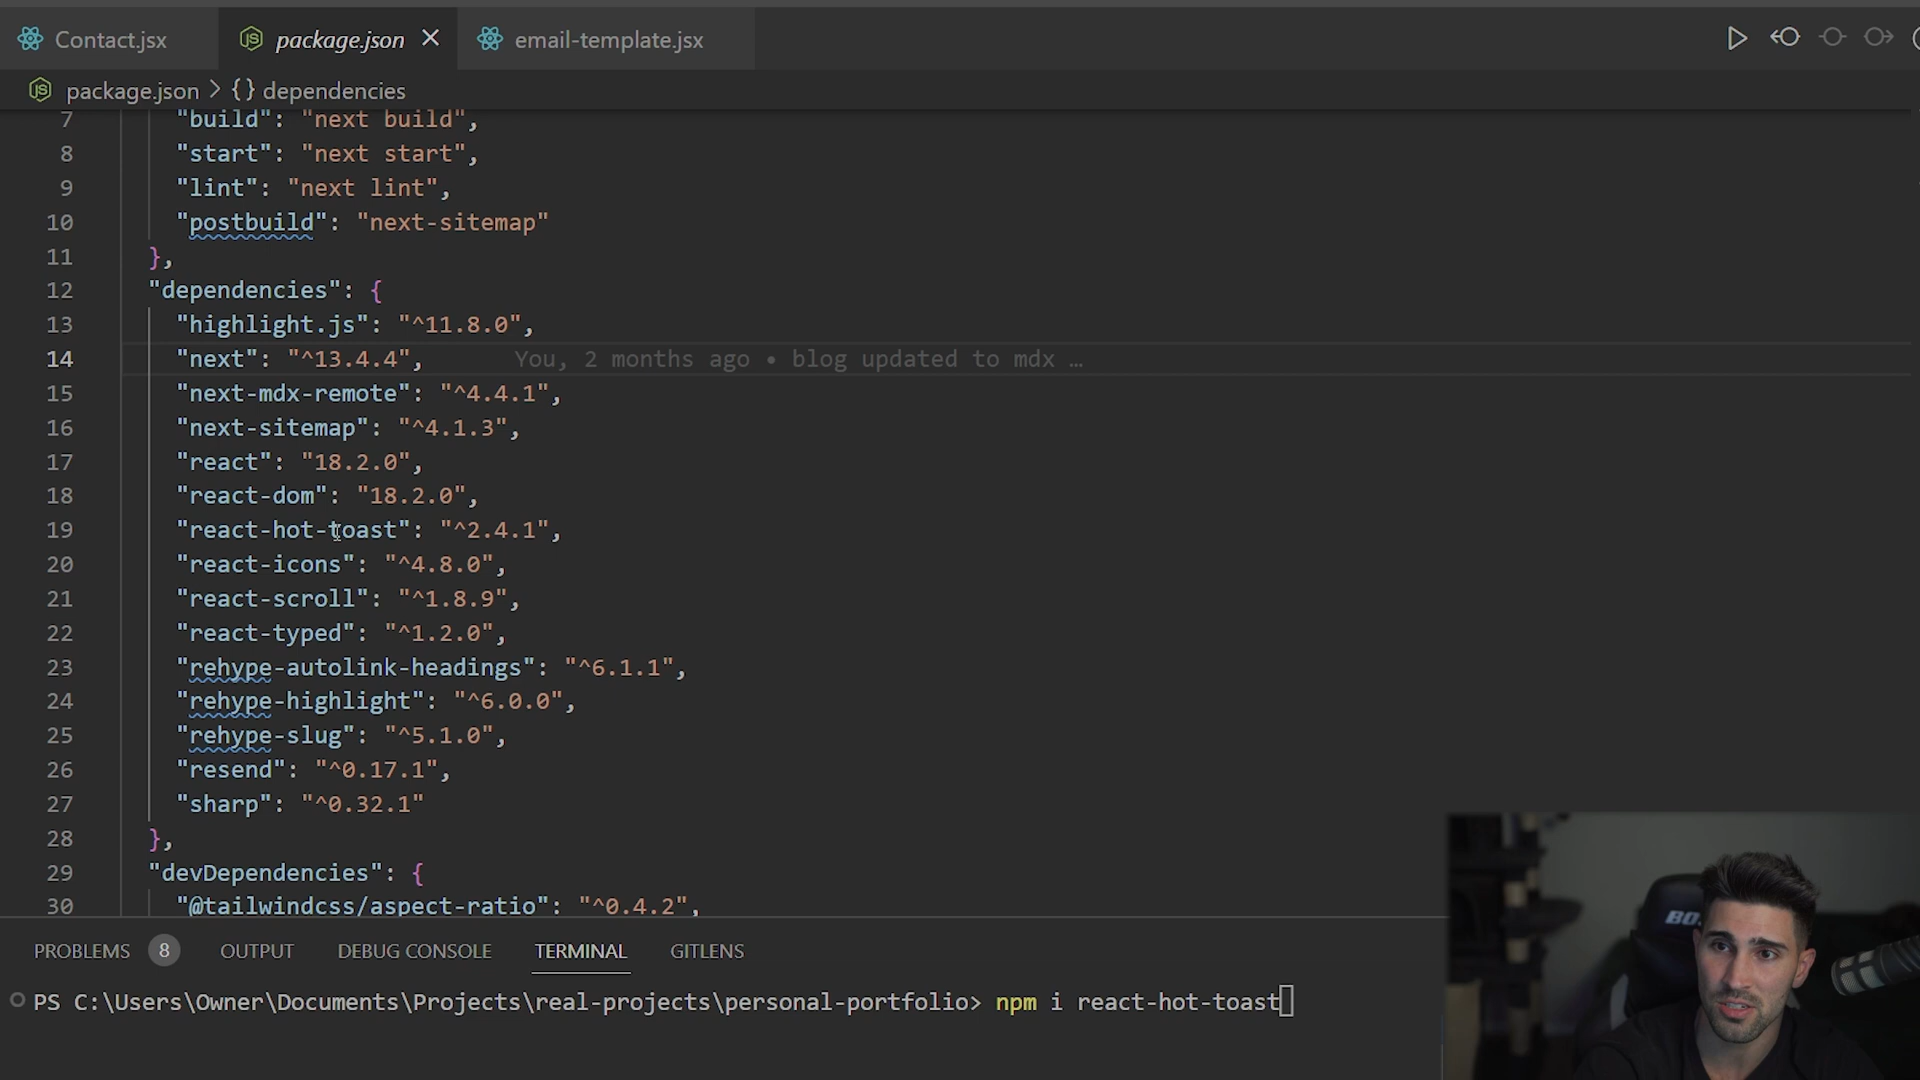 Contact.jsx
package.json
email-template.jsx
package.json > {} dependencies
7 "build": "next build",
8 "start": "next start",
9 "lint": "next lint",
10 "postbuild": "next-sitemap"
11 },
12 "dependencies": {
13 "highlight.js": "^11.8.0",
14 "next": "^13.4.4", You, 2 months ago • blog updated to mdx …
15 "next-mdx-remote": "^4.4.1",
16 "next-sitemap": "^4.1.3",
17 "react": "18.2.0",
18 "react-dom": "18.2.0",
19 "react-hot-toast": "^2.4.1",
20 "react-icons": "^4.8.0",
21 "react-scroll": "^1.8.9",
22 "react-typed": "^1.2.0",
23 "rehype-autolink-headings": "^6.1.1",
24 "rehype-highlight": "^6.0.0",
25 "rehype-slug": "^5.1.0",
26 "resend": "^0.17.1",
27 "sharp": "^0.32.1"
28 },
29 "devDependencies": {
30 "@tailwindcss/aspect-ratio": "^0.4.2",
PROBLEMS 8 OUTPUT DEBUG CONSOLE TERMINAL GITLENS
PS C:\Users\Owner\Documents\Projects\real-projects\personal-portfolio> npm i react-hot-toast